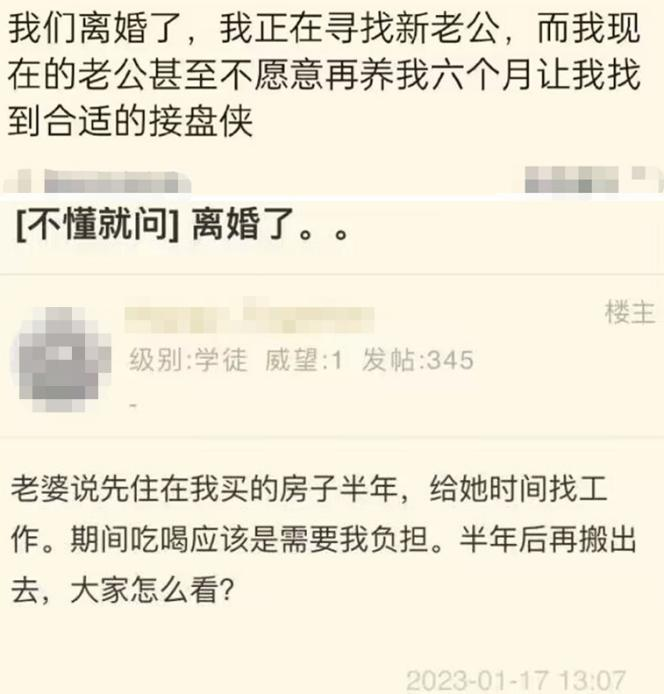 我们离婚了，我正在寻找新老公，而我现
在的老公甚至不愿意再养我六个月让我找
到合适的接盘侠
[不懂就问] 离婚了。。
楼主
级别:学徒 威望:1 发帖:345
-
老婆说先住在我买的房子半年，给她时间找工
作。期间吃喝应该是需要我负担。半年后再搬出
去，大家怎么看？
2023-01-17 13:07